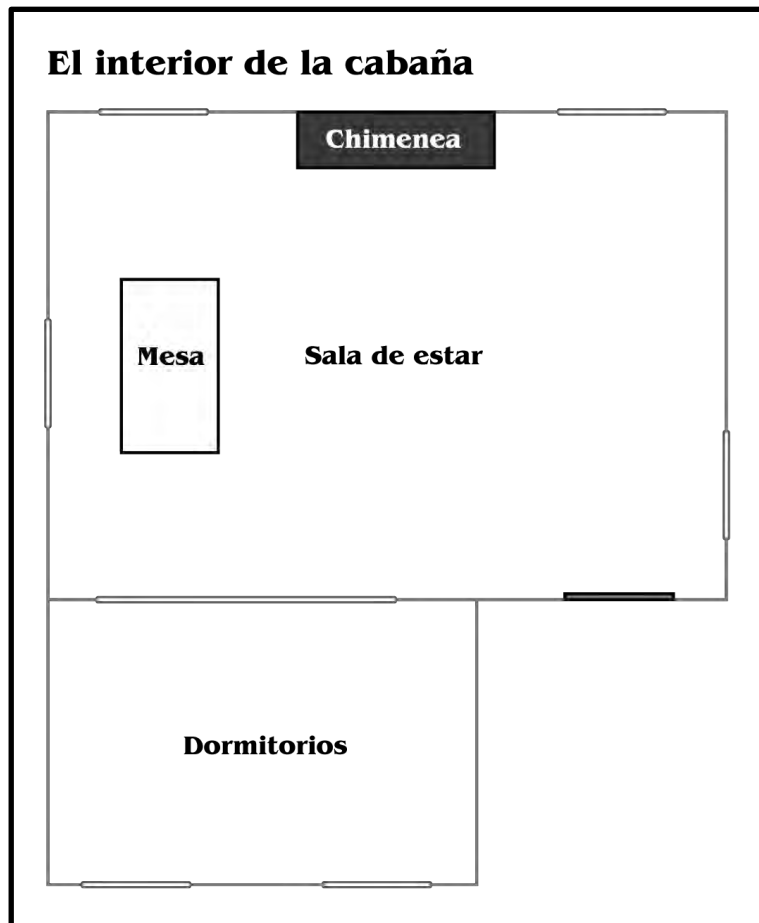 El interior de la cabaña
Chimenea
Mesa
Sala de estar
Dormitorios